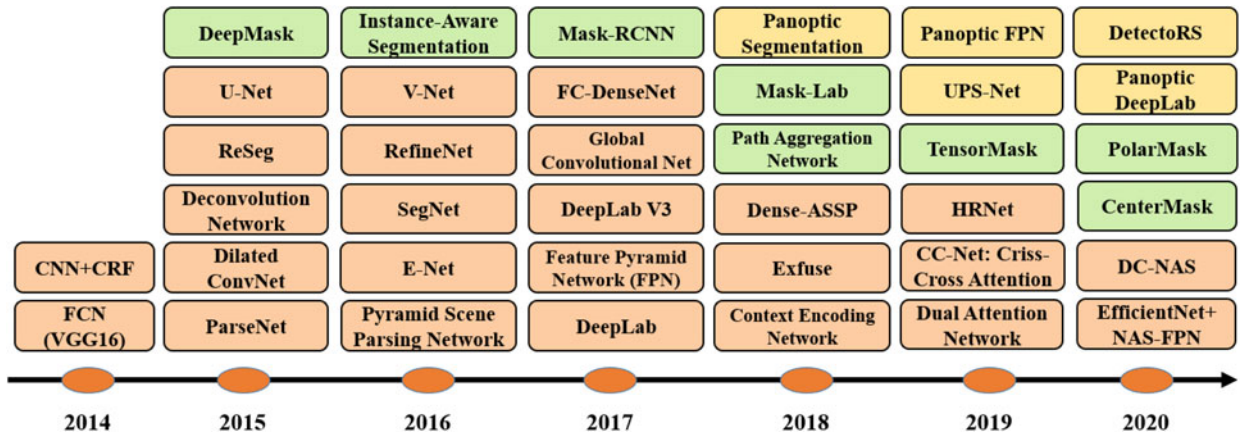 DeepMask
Instance-Aware
Segmentation
Mask-RCNN
Panoptic
Segmentation
Panoptic FPN
DetectoRS
U-Net
V-Net
FC-DenseNet
Mask-Lab
UPS-Net
Panoptic
DeepLab
ReSeg
RefineNet
Global
Convolutional Net
Path Aggregation
Network
TensorMask
PolarMask
Deconvolution
Network
SegNet
DeepLab V3
Dense-ASSP
HRNet
CenterMask
CNN+CRF
Dilated
ConvNet
E-Net
Feature Pyramid
Network (FPN)
Exfuse
CC-Net: Criss-
Cross Attention
DC-NAS
FCN
(VGG16)
ParseNet
Pyramid Scene
Parsing Network
DeepLab
Context Encoding
Network
Dual Attention
Network
EfficientNet+
NAS-FPN
2014
2015
2016
2017
2018
2019
2020